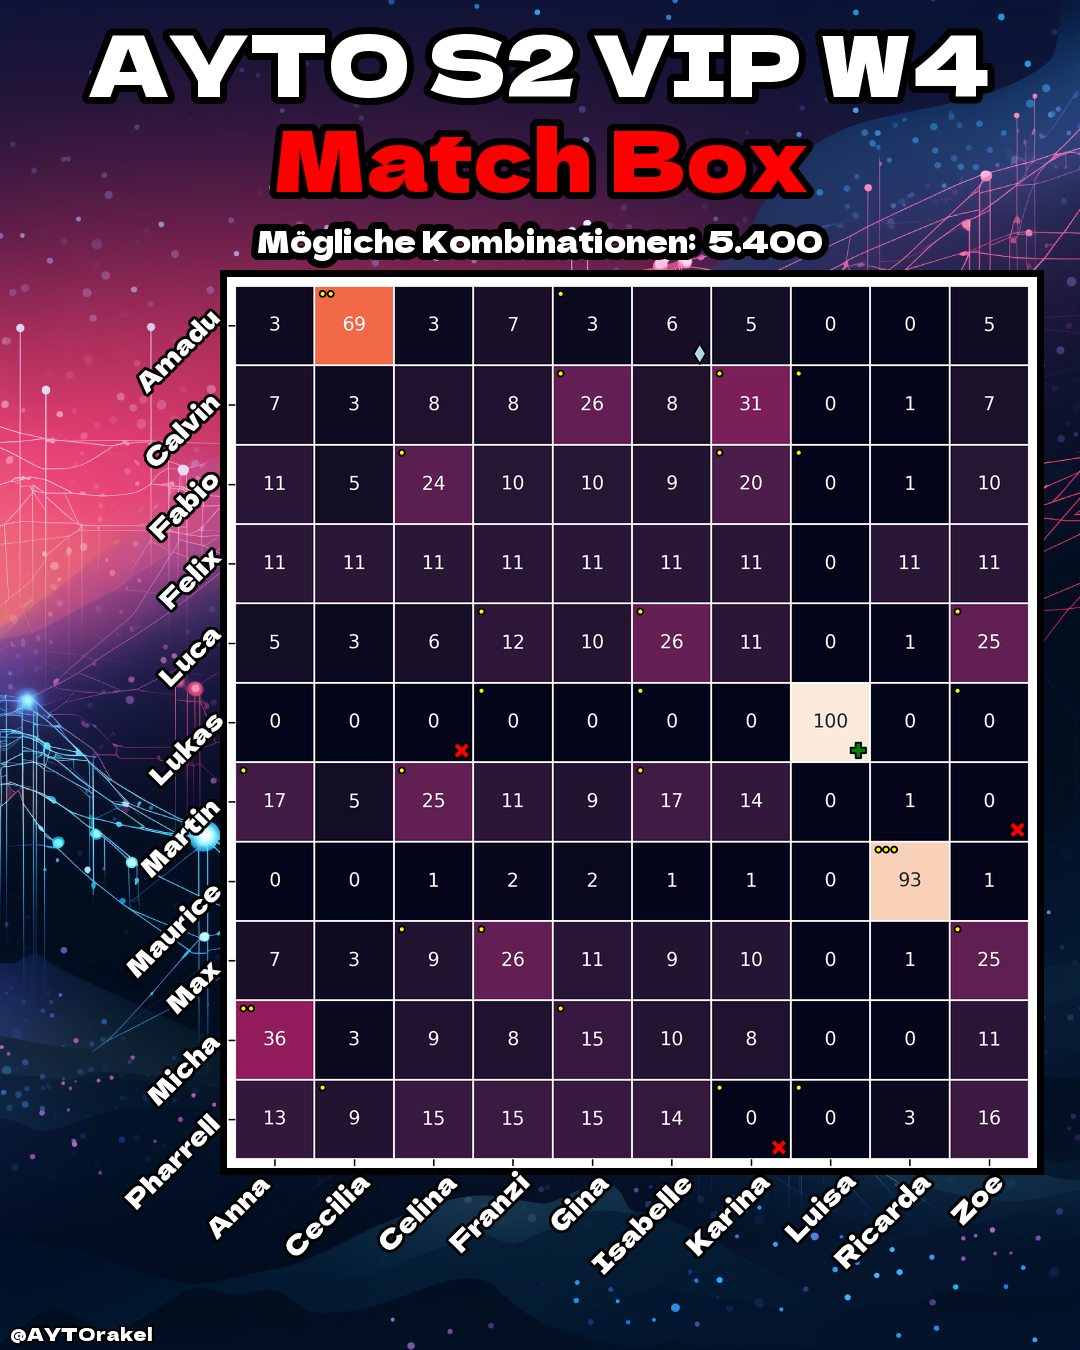 AYTO S2 VIP W4
Match Box
Mögliche Kombinationen: 5.400
Amadu 3 69 3 7 3 6 5 0 0 5
Calvin 7 3 8 8 26 8 31 0 1 7
Fabio 11 5 24 10 10 9 20 0 1 10
Felix 11 11 11 11 11 11 11 0 11 11
Luca 5 3 6 12 10 26 11 0 1 25
Lukas 0 0 0 0 0 0 0 100 0 0
Martin 17 5 25 11 9 17 14 0 1 0
Maurice 0 0 1 2 2 1 1 0 93 1
Max 7 3 9 26 11 9 10 0 1 25
Micha 36 3 9 8 15 10 8 0 0 11
Pharrell 13 9 15 15 15 14 0 0 3 16
Anna Cecilia Celina Franzi Gina Isabelle Karina Luisa Ricarda Zoe
@AYTOrakel